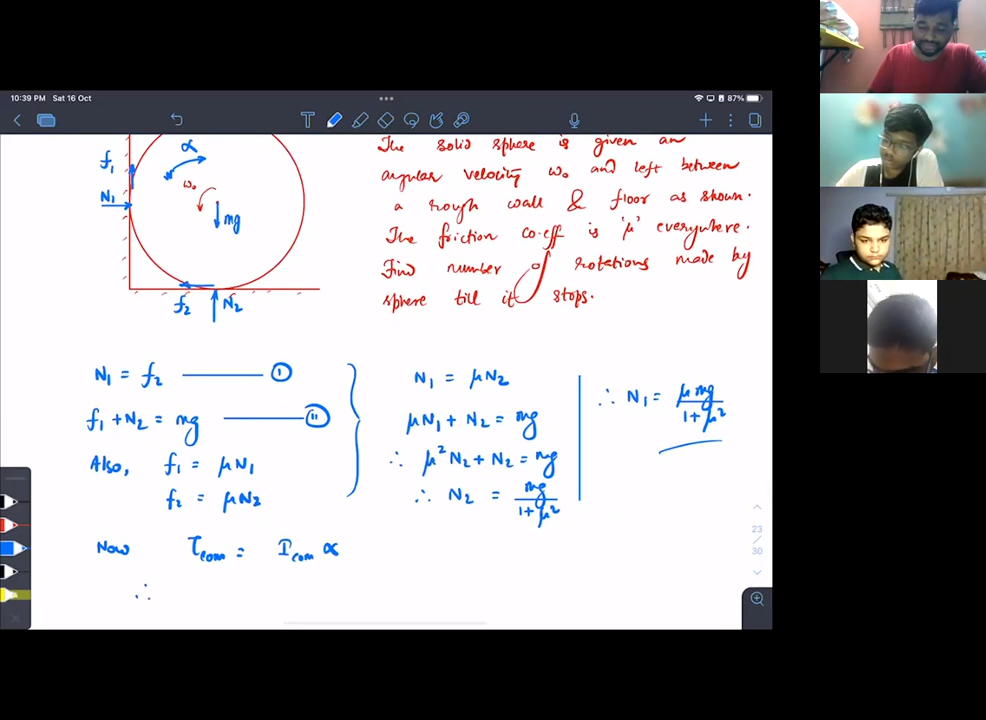 10:39 PM Sat 16 Oct
87%
The solid sphere is given an
angular velocity ω₀ and left between
a rough wall & floor as shown.
The friction co-eff is 'μ' everywhere.
Find number of rotations made by
sphere till it stops.
α
f₁
ω₀
N₁
mg
f₂
N₂
N₁ = f₂ ——— (i)
f₁ + N₂ = mg ——— (ii)
Also, f₁ = μN₁
f₂ = μN₂
N₁ = μN₂
μN₁ + N₂ = mg
∴ μ²N₂ + N₂ = mg
∴ N₂ = mg/1+μ²
∴ N₁ = μmg/1+μ²
Now τcom = Icom α
∴
23
/
30